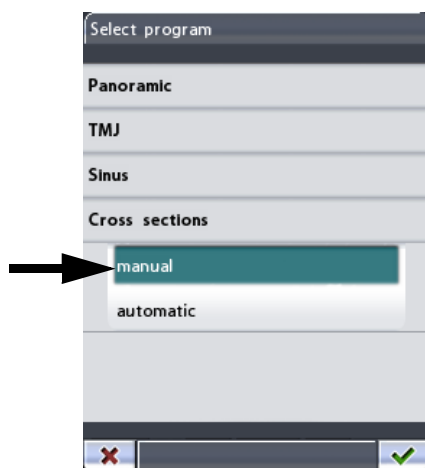 Select program
Panoramic
TMJ
Sinus
Cross sections
manual
automatic